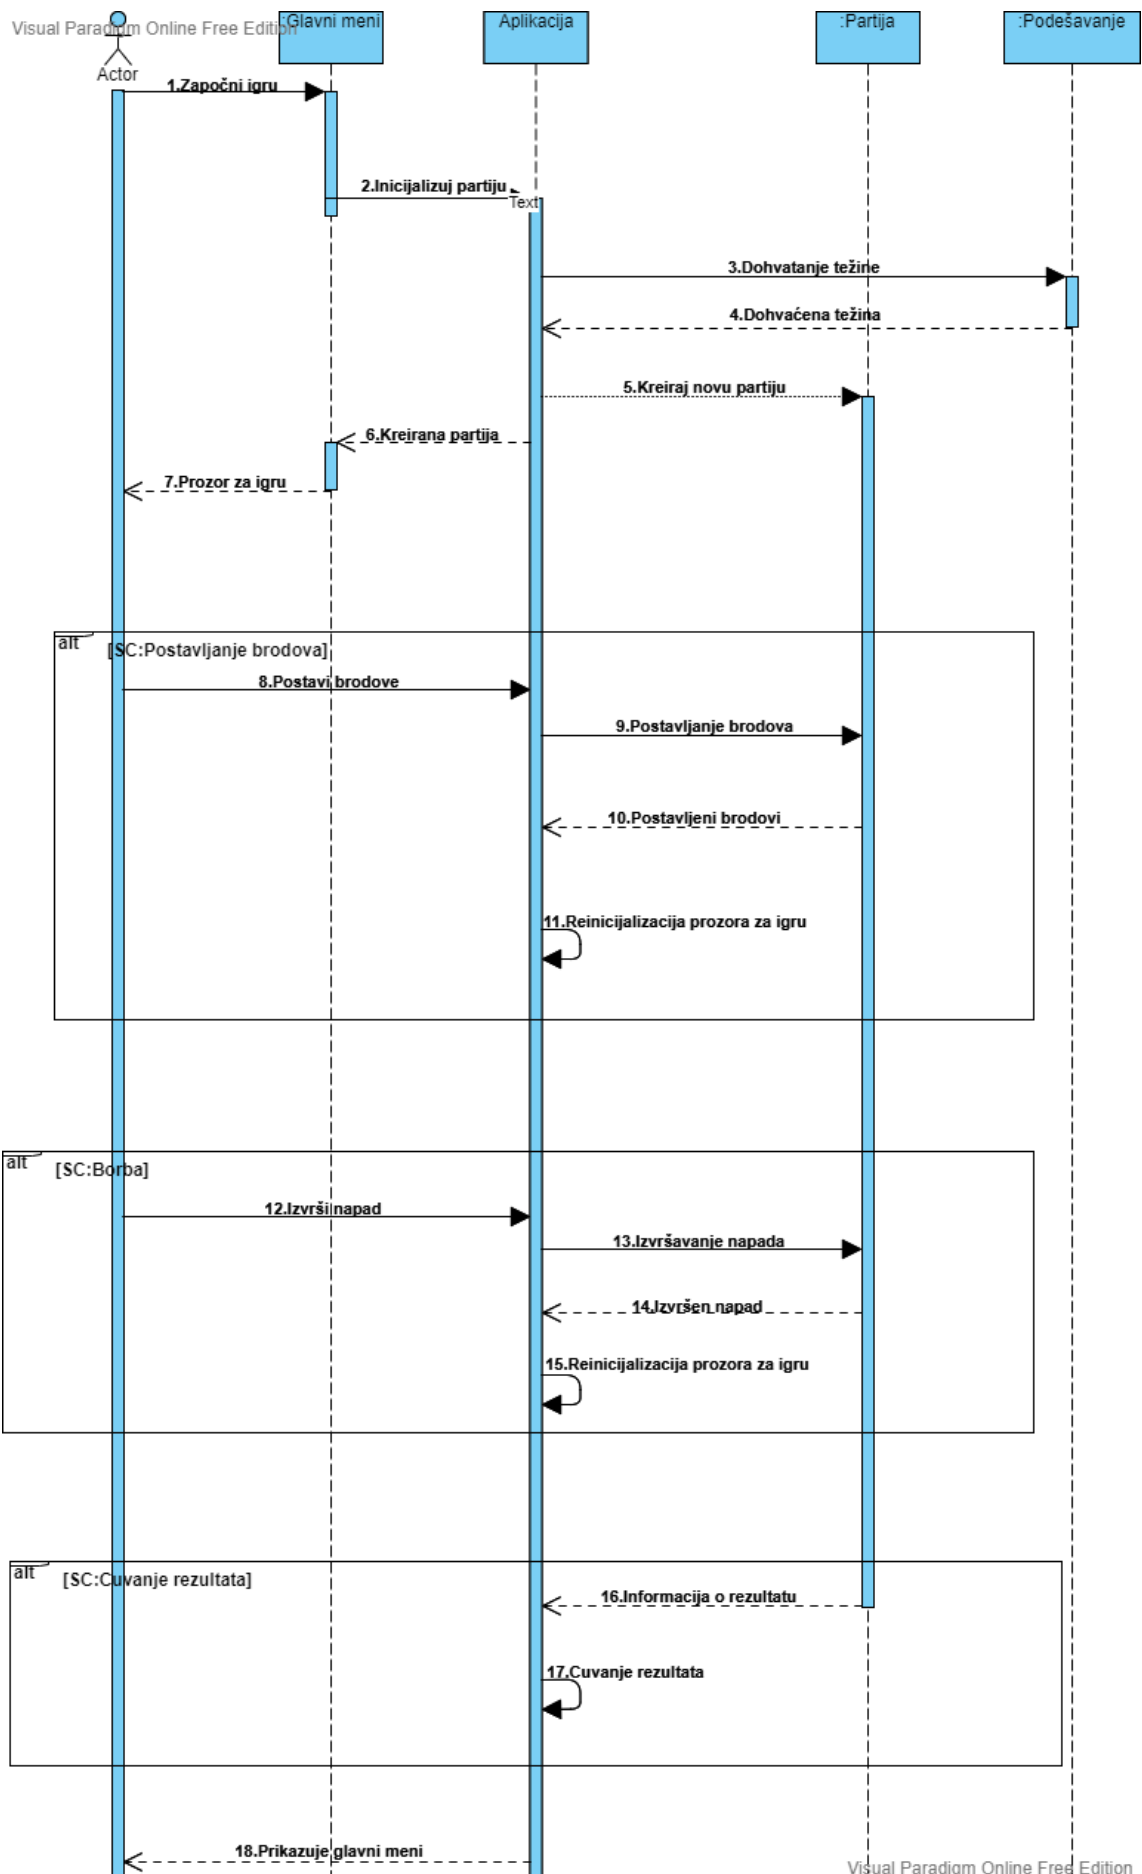 Visual Paradigm Online Free Edition
:Glavni meni
Aplikacija
:Partija
:Podešavanje
Actor
1.Započni igru
2.Inicijalizuj partiju
Text
3.Dohvatanje težine
4.Dohvaćena težina
5.Kreiraj novu partiju
6.Kreirana partija
7.Prozor za igru
alt
[SC:Postavljanje brodova]
8.Postavi brodove
9.Postavljanje brodova
10.Postavljeni brodovi
11.Reinicijalizacija prozora za igru
alt
[SC:Borba]
12.Izvrši napad
13.Izvršavanje napada
14.Izvršen napad
15.Reinicijalizacija prozora za igru
alt
[SC:Cuvanje rezultata]
16.Informacija o rezultatu
17.Cuvanje rezultata
18.Prikazuje glavni meni
Visual Paradigm Online Free Edition